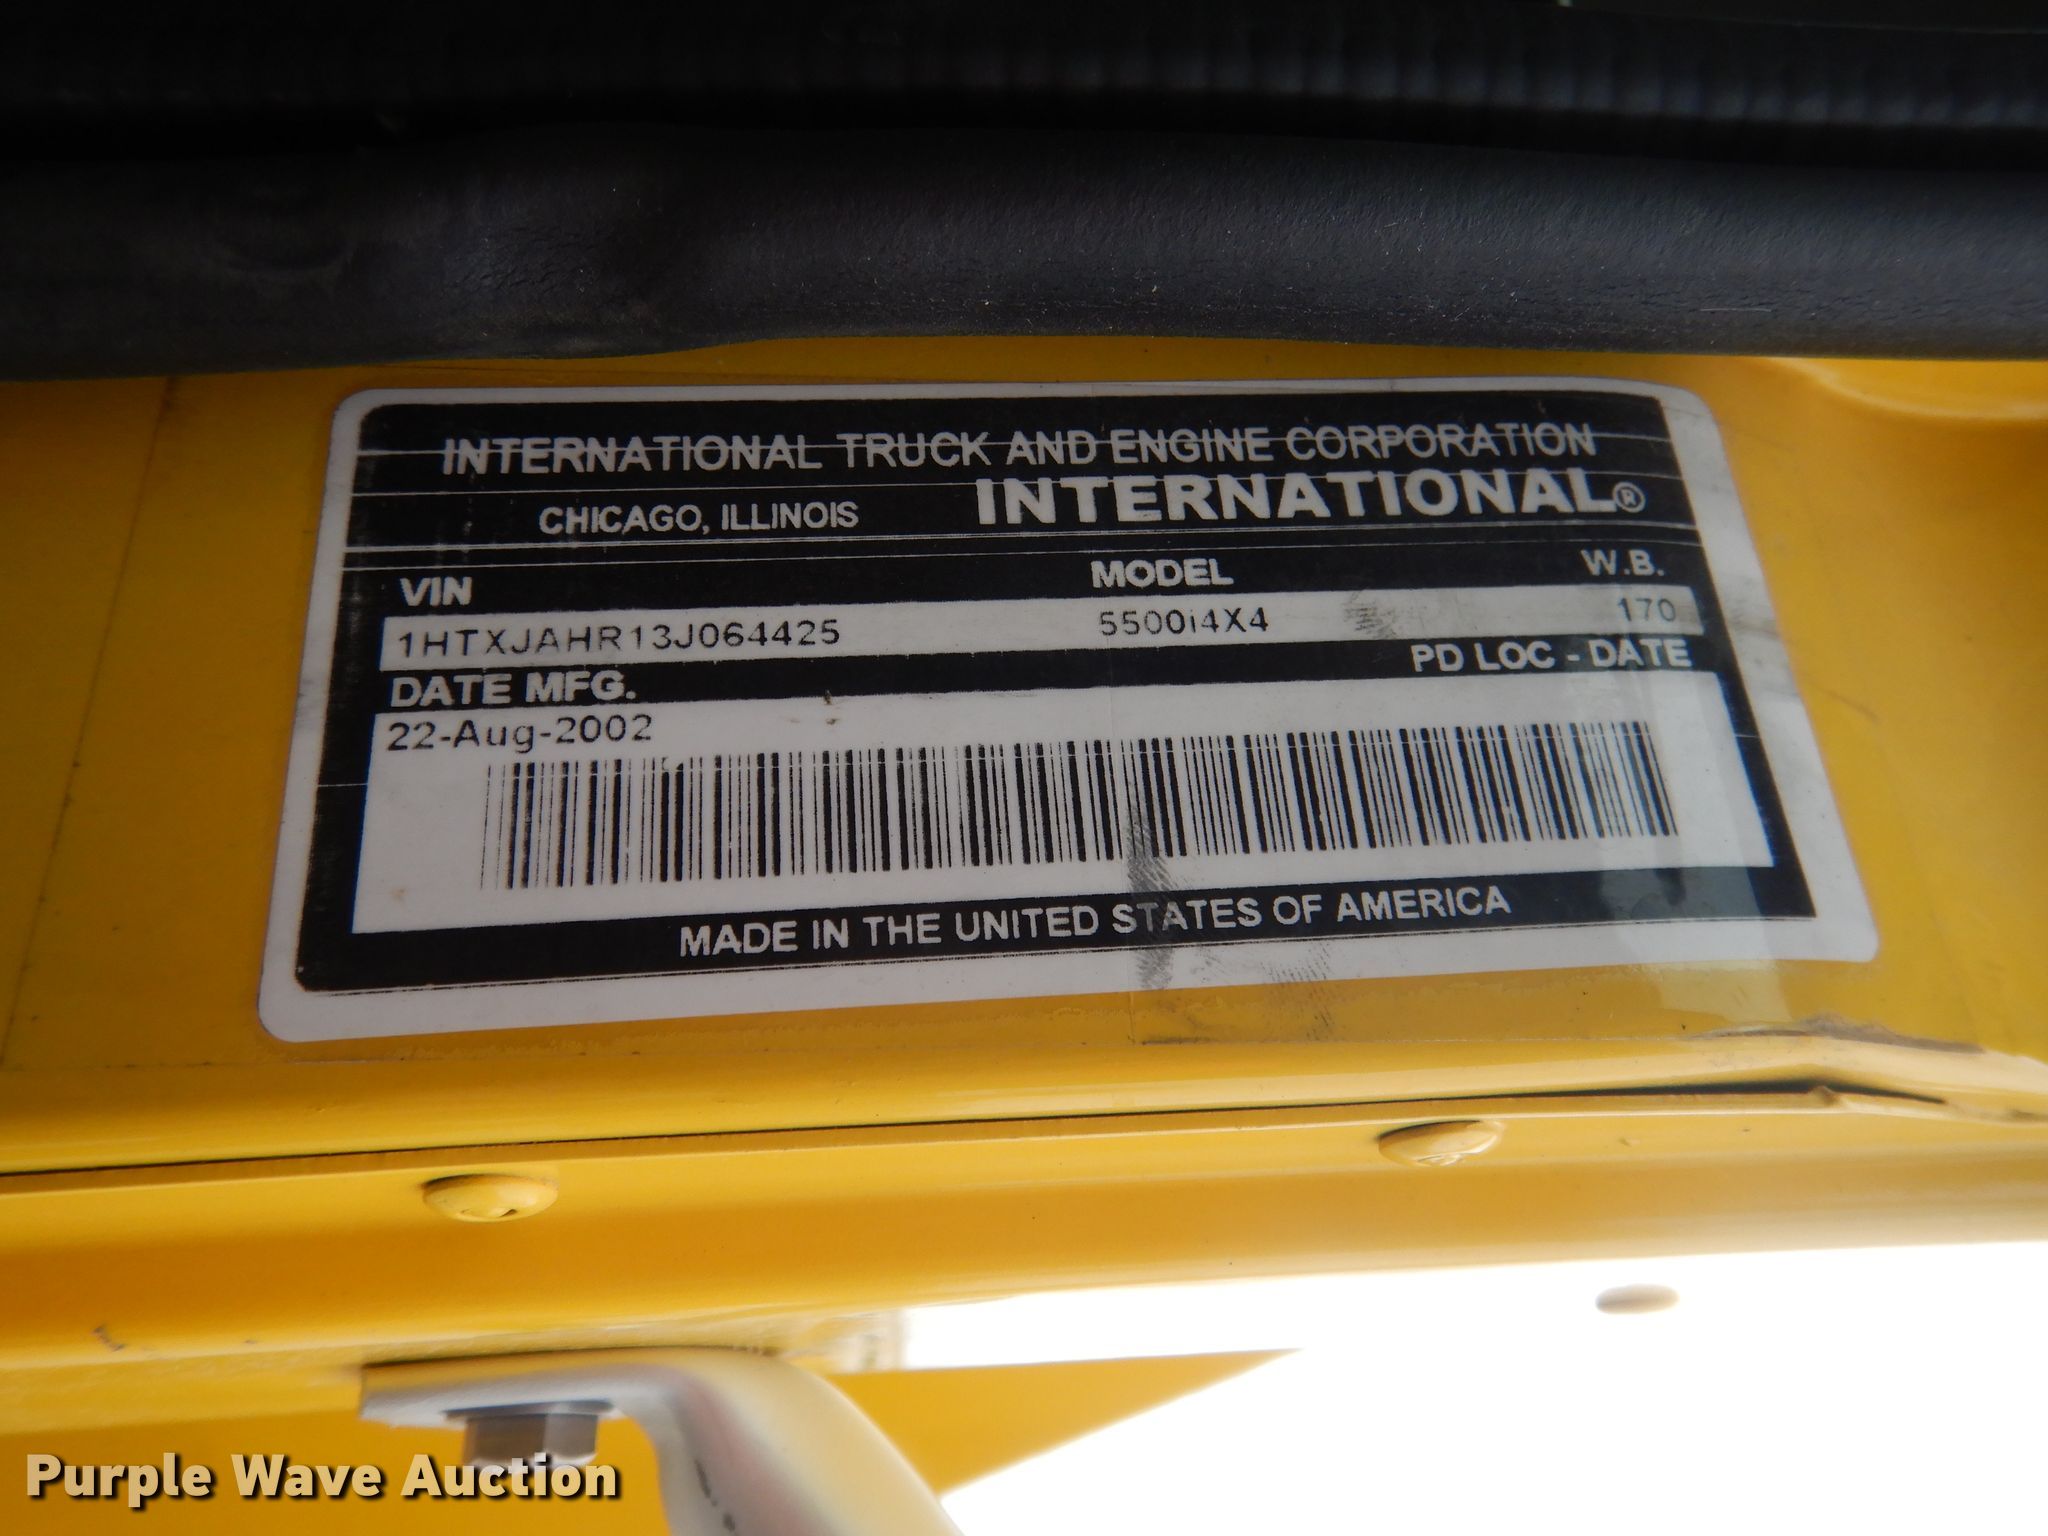 INTERNATIONAL TRUCK AND ENGINE CORPORATION
CHICAGO, ILLINOIS INTERNATIONAL®
VIN MODEL W.B.
1HTXJAHR13J064425 5500i4X4 170
DATE MFG. PD LOC - DATE
22-Aug-2002
MADE IN THE UNITED STATES OF AMERICA
Purple Wave Auction